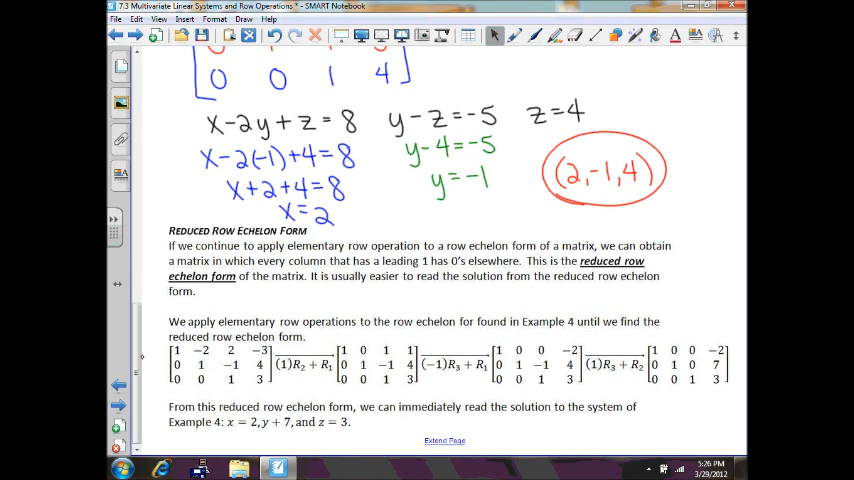 7.3 Multivariate Linear Systems and Row Operations * - SMART Notebook
File Edit View Insert Format Draw Help
0 0 1 4
x-2y+z=8 y-z=-5 z=4
x-2(-1)+4=8 y-4=-5
x+2+4=8 y=-1 (2,-1,4)
x=2
REDUCED ROW ECHELON FORM
If we continue to apply elementary row operation to a row echelon form of a matrix, we can obtain
a matrix in which every column that has a leading 1 has 0's elsewhere. This is the reduced row
echelon form of the matrix. It is usually easier to read the solution from the reduced row echelon
form.
We apply elementary row operations to the row echelon for found in Example 4 until we find the
reduced row echelon form.
[1 −2 2 −3] [1 0 1 1] [1 0 0 −2] [1 0 0 −2]
[0 1 −1 4] (1)R₂ + R₁ [0 1 −1 4] (−1)R₃ + R₁ [0 1 −1 4] (1)R₃ + R₂ [0 1 0 7]
[0 0 1 3] [0 0 1 3] [0 0 1 3] [0 0 1 3]
From this reduced row echelon form, we can immediately read the solution to the system of
Example 4: x = 2, y + 7, and z = 3.
Extend Page
5:26 PM
3/29/2012